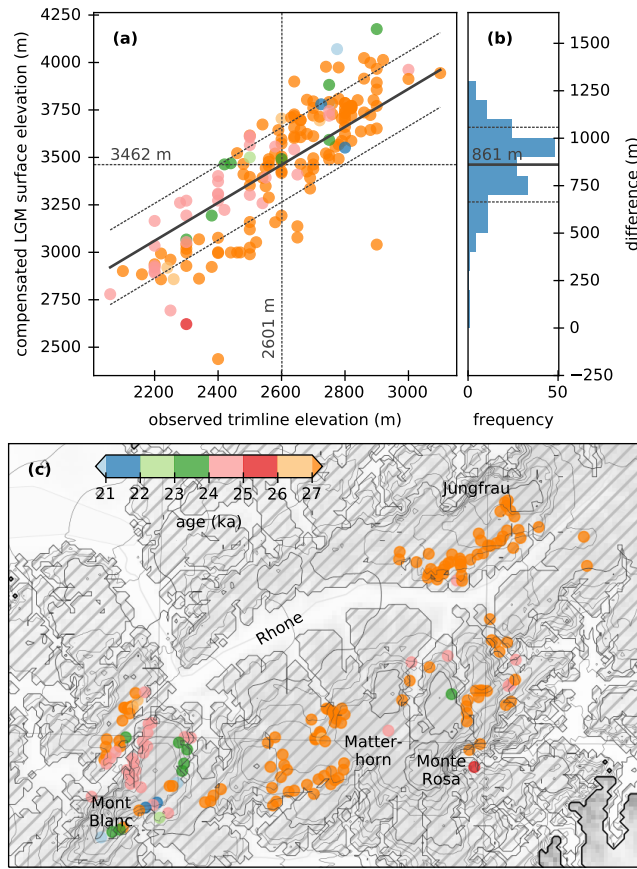 (a)
(b)
4250
4000
3750
3500
3250
3000
2750
2500
compensated LGM surface elevation (m)
3462 m
2601 m
2200
2400
2600
2800
3000
observed trimline elevation (m)
861 m
1500
1250
1000
750
500
250
0
−250
difference (m)
0
50
frequency
(c)
21
22
23
24
25
26
27
age (ka)
Jungfrau
Rhone
Matter-
horn
Monte
Rosa
Mont
Blanc